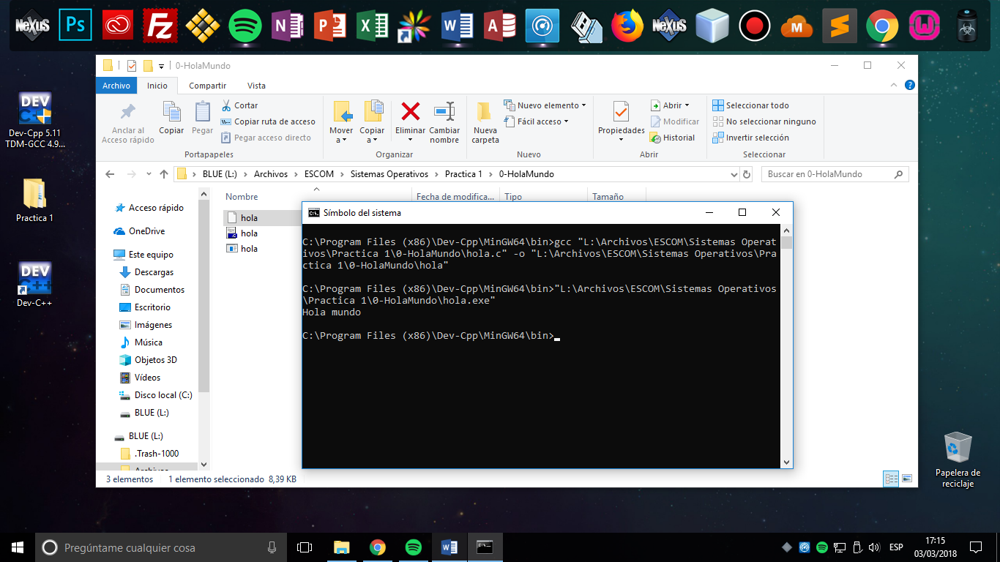 NeXuS
Ps
Fz
N
P
X
W
A
NeXuS
M
S
W
0-HolaMundo
Archivo
Inicio
Compartir
Vista
Anclar al
Acceso rápido
Copiar
Pegar
Cortar
Copiar ruta de acceso
Pegar acceso directo
Portapapeles
Mover
a
Copiar
a
Eliminar
Cambiar
nombre
Organizar
Nueva
carpeta
Nuevo elemento
Fácil acceso
Nuevo
Propiedades
Abrir
Modificar
Historial
Abrir
Seleccionar todo
No seleccionar ninguno
Invertir selección
Seleccionar
BLUE (L:) > Archivos > ESCOM > Sistemas Operativos > Practica 1 > 0-HolaMundo
Buscar en 0-HolaMundo
Nombre
Fecha de modifica...
Tipo
Tamaño
hola
hola
hola
Acceso rápido
OneDrive
Este equipo
Descargas
Documentos
Escritorio
Imágenes
Música
Objetos 3D
Vídeos
Disco local (C:)
BLUE (L:)
BLUE (L:)
.Trash-1000
Archivos
3 elementos
1 elemento seleccionado 8,39 KB
Símbolo del sistema
C:\Program Files (x86)\Dev-Cpp\MinGW64\bin>gcc "L:\Archivos\ESCOM\Sistemas Operat
ivos\Practica 1\0-HolaMundo\hola.c" -o "L:\Archivos\ESCOM\Sistemas Operativos\Pra
ctica 1\0-HolaMundo\hola"
C:\Program Files (x86)\Dev-Cpp\MinGW64\bin>"L:\Archivos\ESCOM\Sistemas Operativos
\Practica 1\0-HolaMundo\hola.exe"
Hola mundo
C:\Program Files (x86)\Dev-Cpp\MinGW64\bin>
DEV
C++
Dev-Cpp 5.11
TDM-GCC 4.9...
Practica 1
DEV
C++
Dev-C++
Papelera de
reciclaje
Pregúntame cualquier cosa
ESP
17:15
03/03/2018